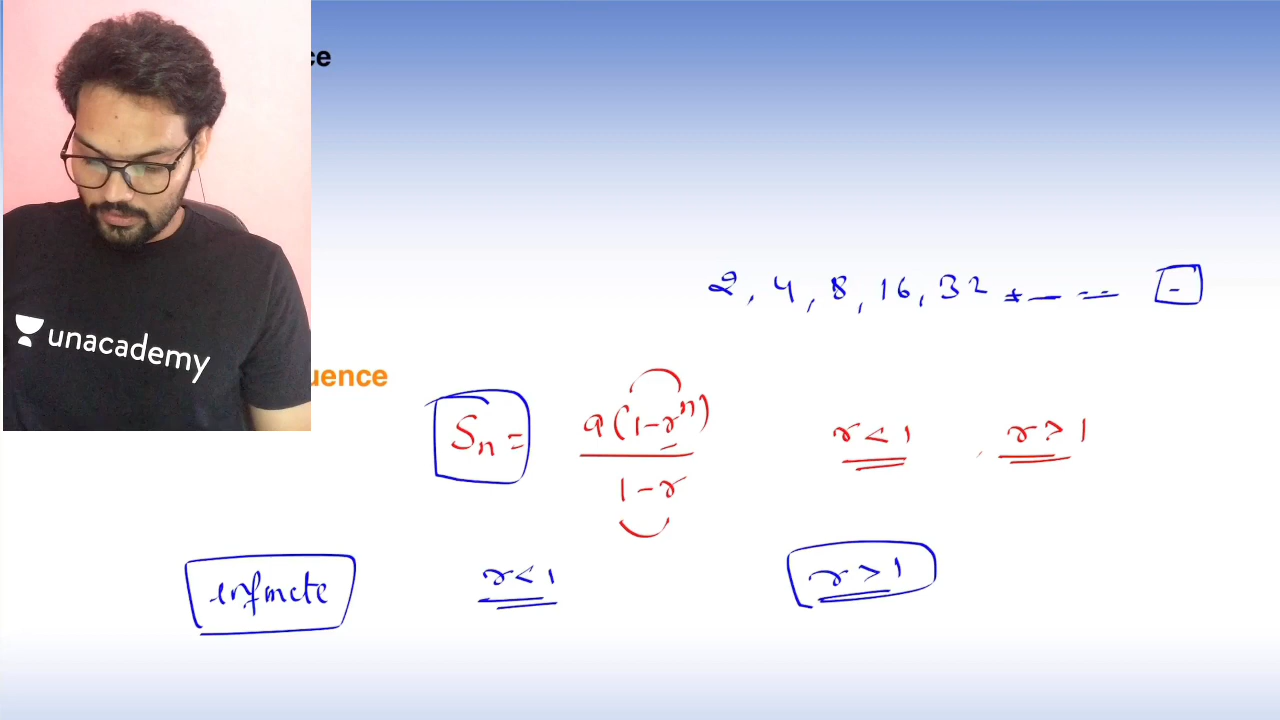 ce
2, 4, 8, 16, 32
unacademy
uence
Sn = a(1-r^n) / 1-r r < 1 r > 1
infinite r < 1 r > 1